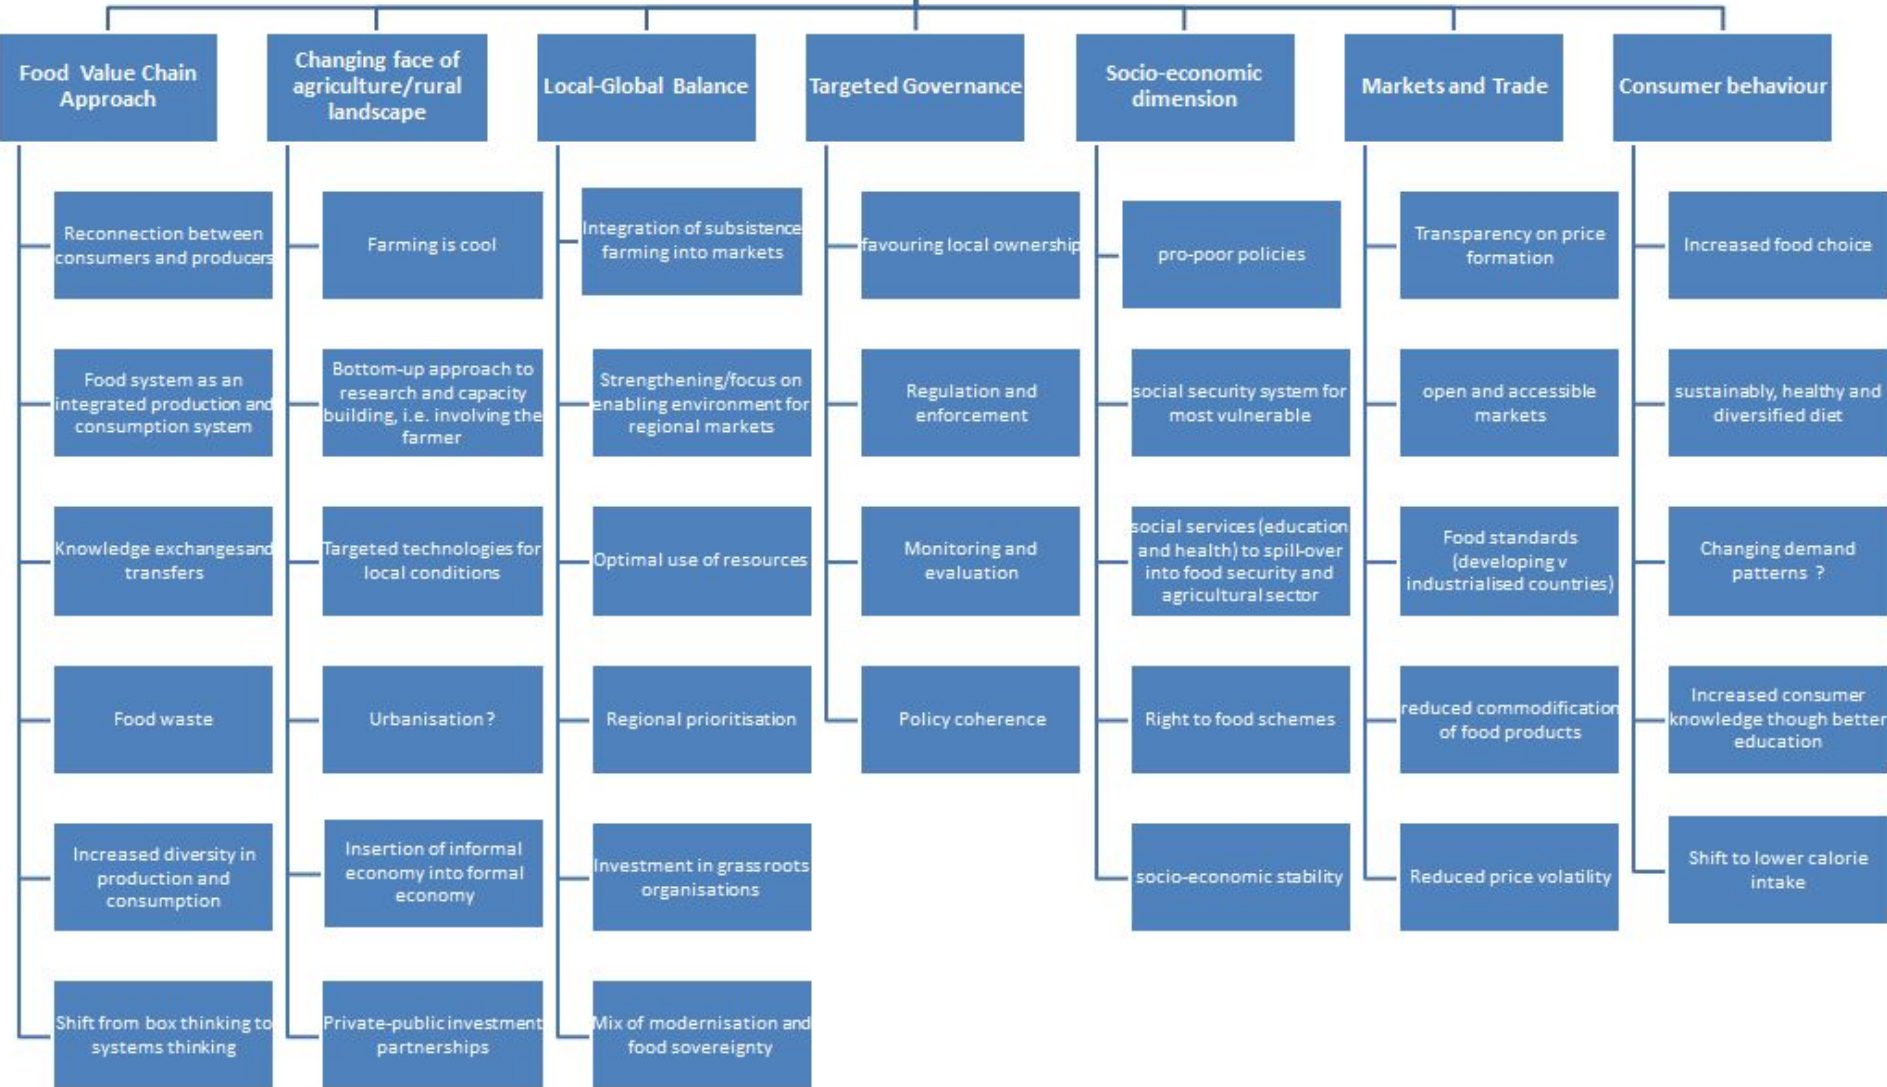 Food Value Chain
Approach
Reconnection between
consumers and producers
Food system as an
integrated production and
consumption system
Knowledge exchangesand
transfers
Food waste
Increased diversity in
production and
consumption
Shift from box thinking to
systems thinking
Changing face of
agriculture/rural
landscape
Farming is cool
Bottom-up approach to
research and capacity
building, i.e. involving the
farmer
Targeted technologies for
local conditions
Urbanisation ?
Insertion of informal
economy into formal
economy
Private-public investment
partnerships
Local-Global Balance
Integration of subsistence
farming into markets
Strengthening/focus on
enabling environment for
regional markets
Optimal use of resources
Regional prioritisation
Investment in grass roots
organisations
Mix of modernisation and
food sovereignty
Targeted Governance
favouring local ownership
Regulation and
enforcement
Monitoring and
evaluation
Policy coherence
Socio-economic
dimension
pro-poor policies
social security system for
most vulnerable
social services (education
and health) to spill-over
into food security and
agricultural sector
Right to food schemes
socio-economic stability
Markets and Trade
Transparency on price
formation
open and accessible
markets
Food standards
(developing v
industrialised countries)
reduced commodification
of food products
Reduced price volatility
Consumer behaviour
Increased food choice
sustainably, healthy and
diversified diet
Changing demand
patterns ?
Increased consumer
knowledge though better
education
Shift to lower calorie
intake